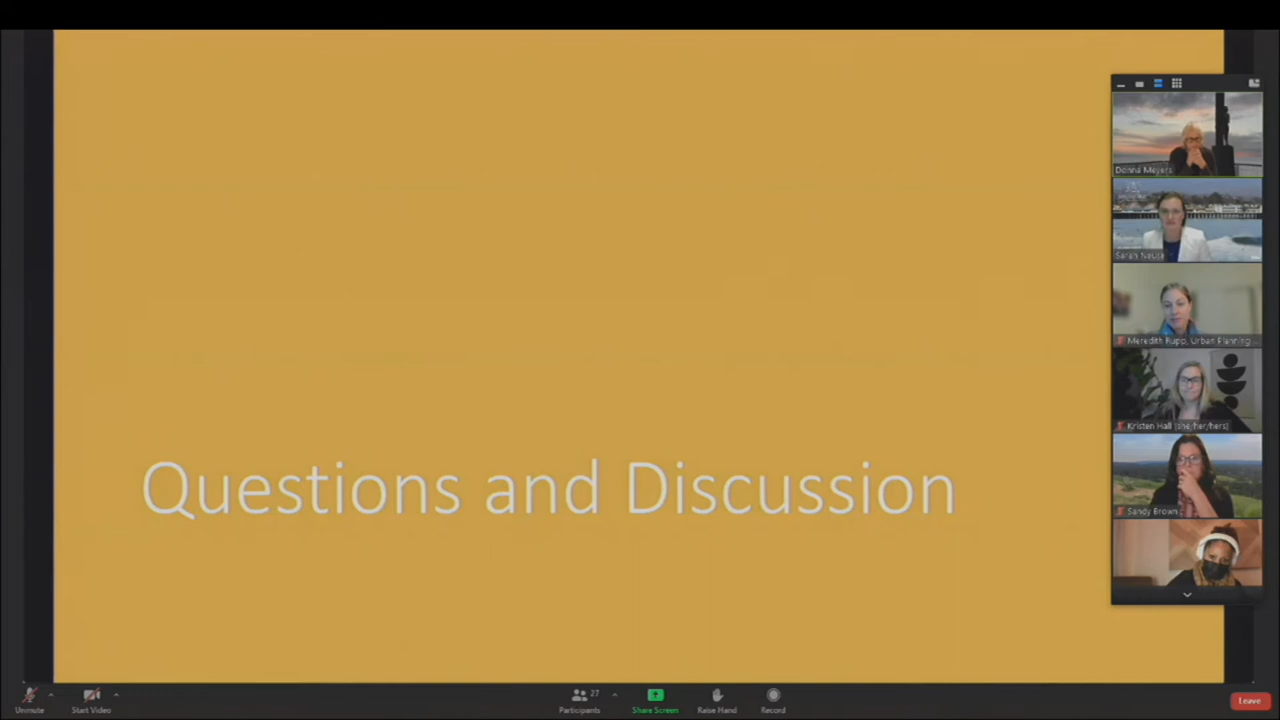 Donna Meyers
Sarah Neuse
Meredith Rupp, Urban Planning ...
Kristen Hall (she/her/hers)
Sandy Brown
Questions and Discussion
Unmute
Start Video
27
Participants
Share Screen
Raise Hand
Record
Leave